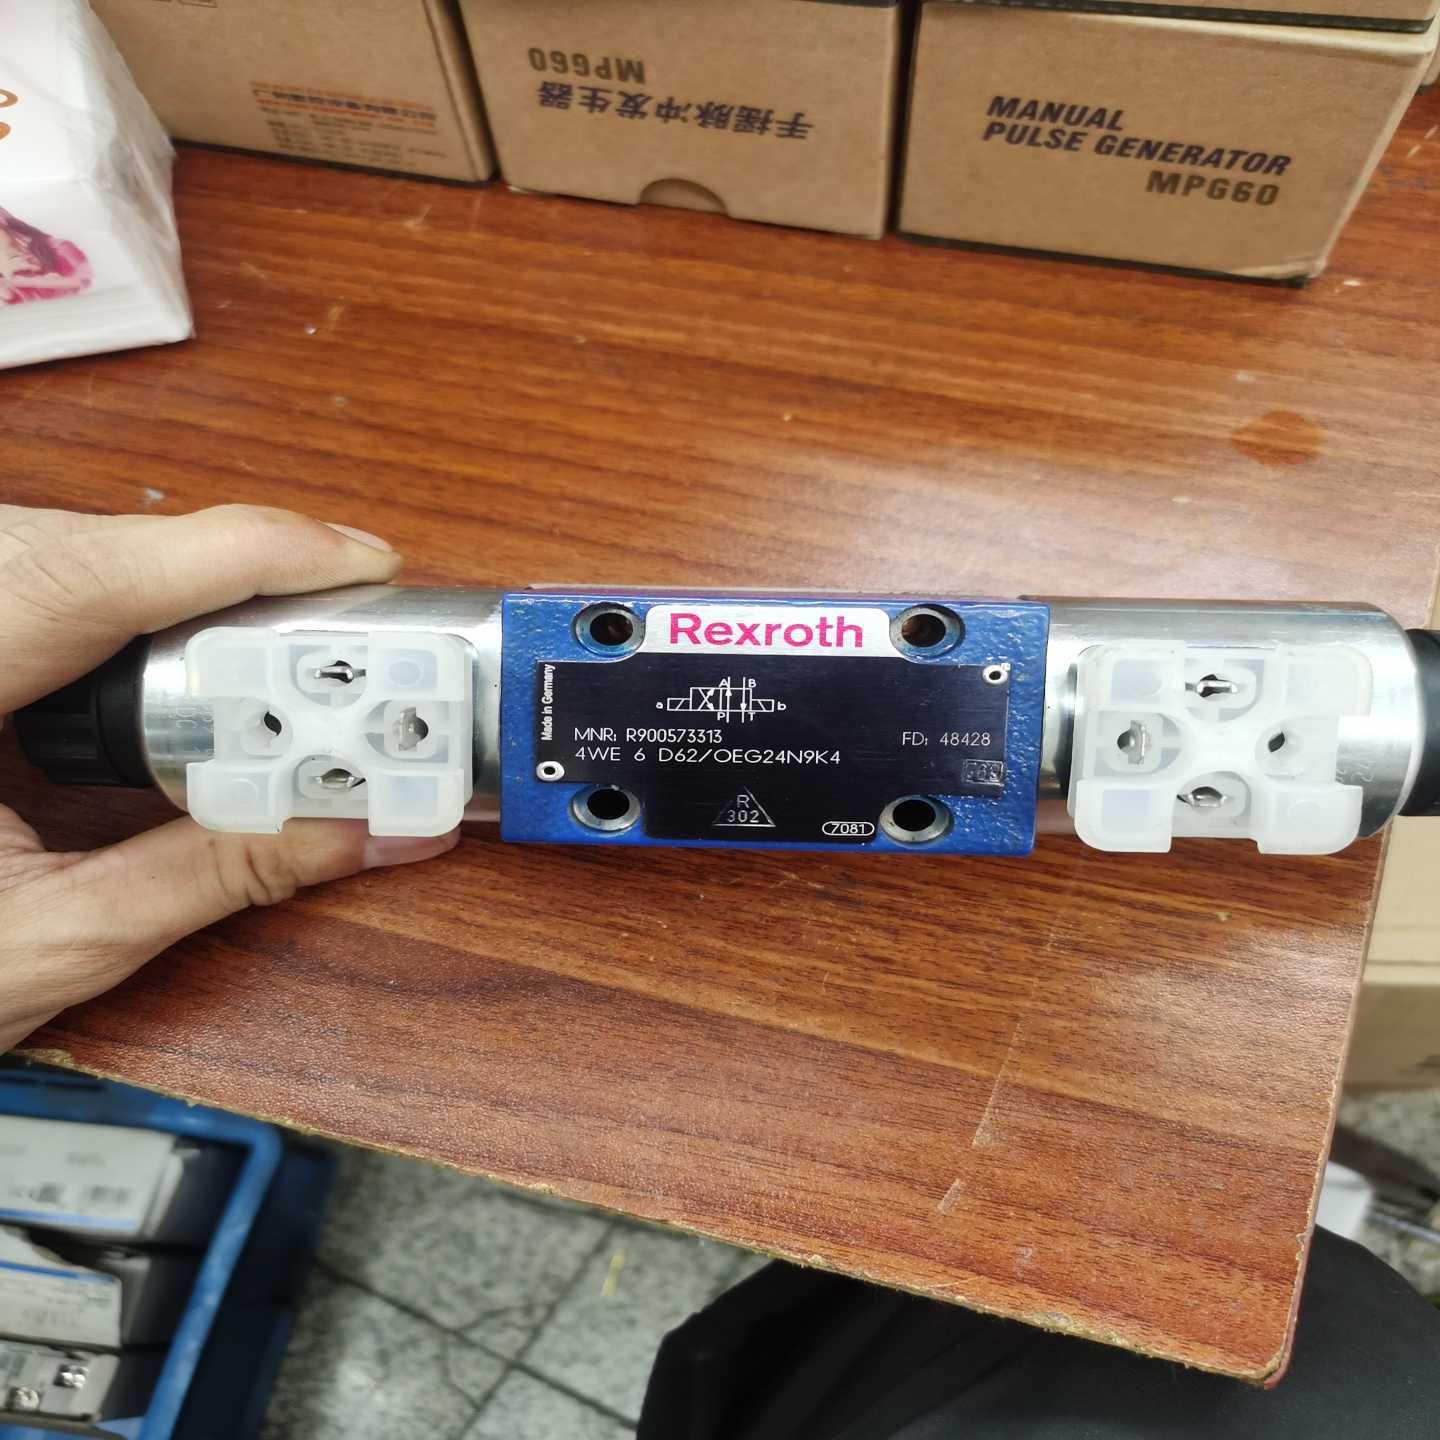 MPG60
手摇脉冲发生器
MANUAL
PULSE GENERATOR
MPG60
Rexroth
Made in Germany
A B
a b
P T
MNR: R900573313
FD: 48428
4WE 6 D62/OEG24N9K4
R
302
7081